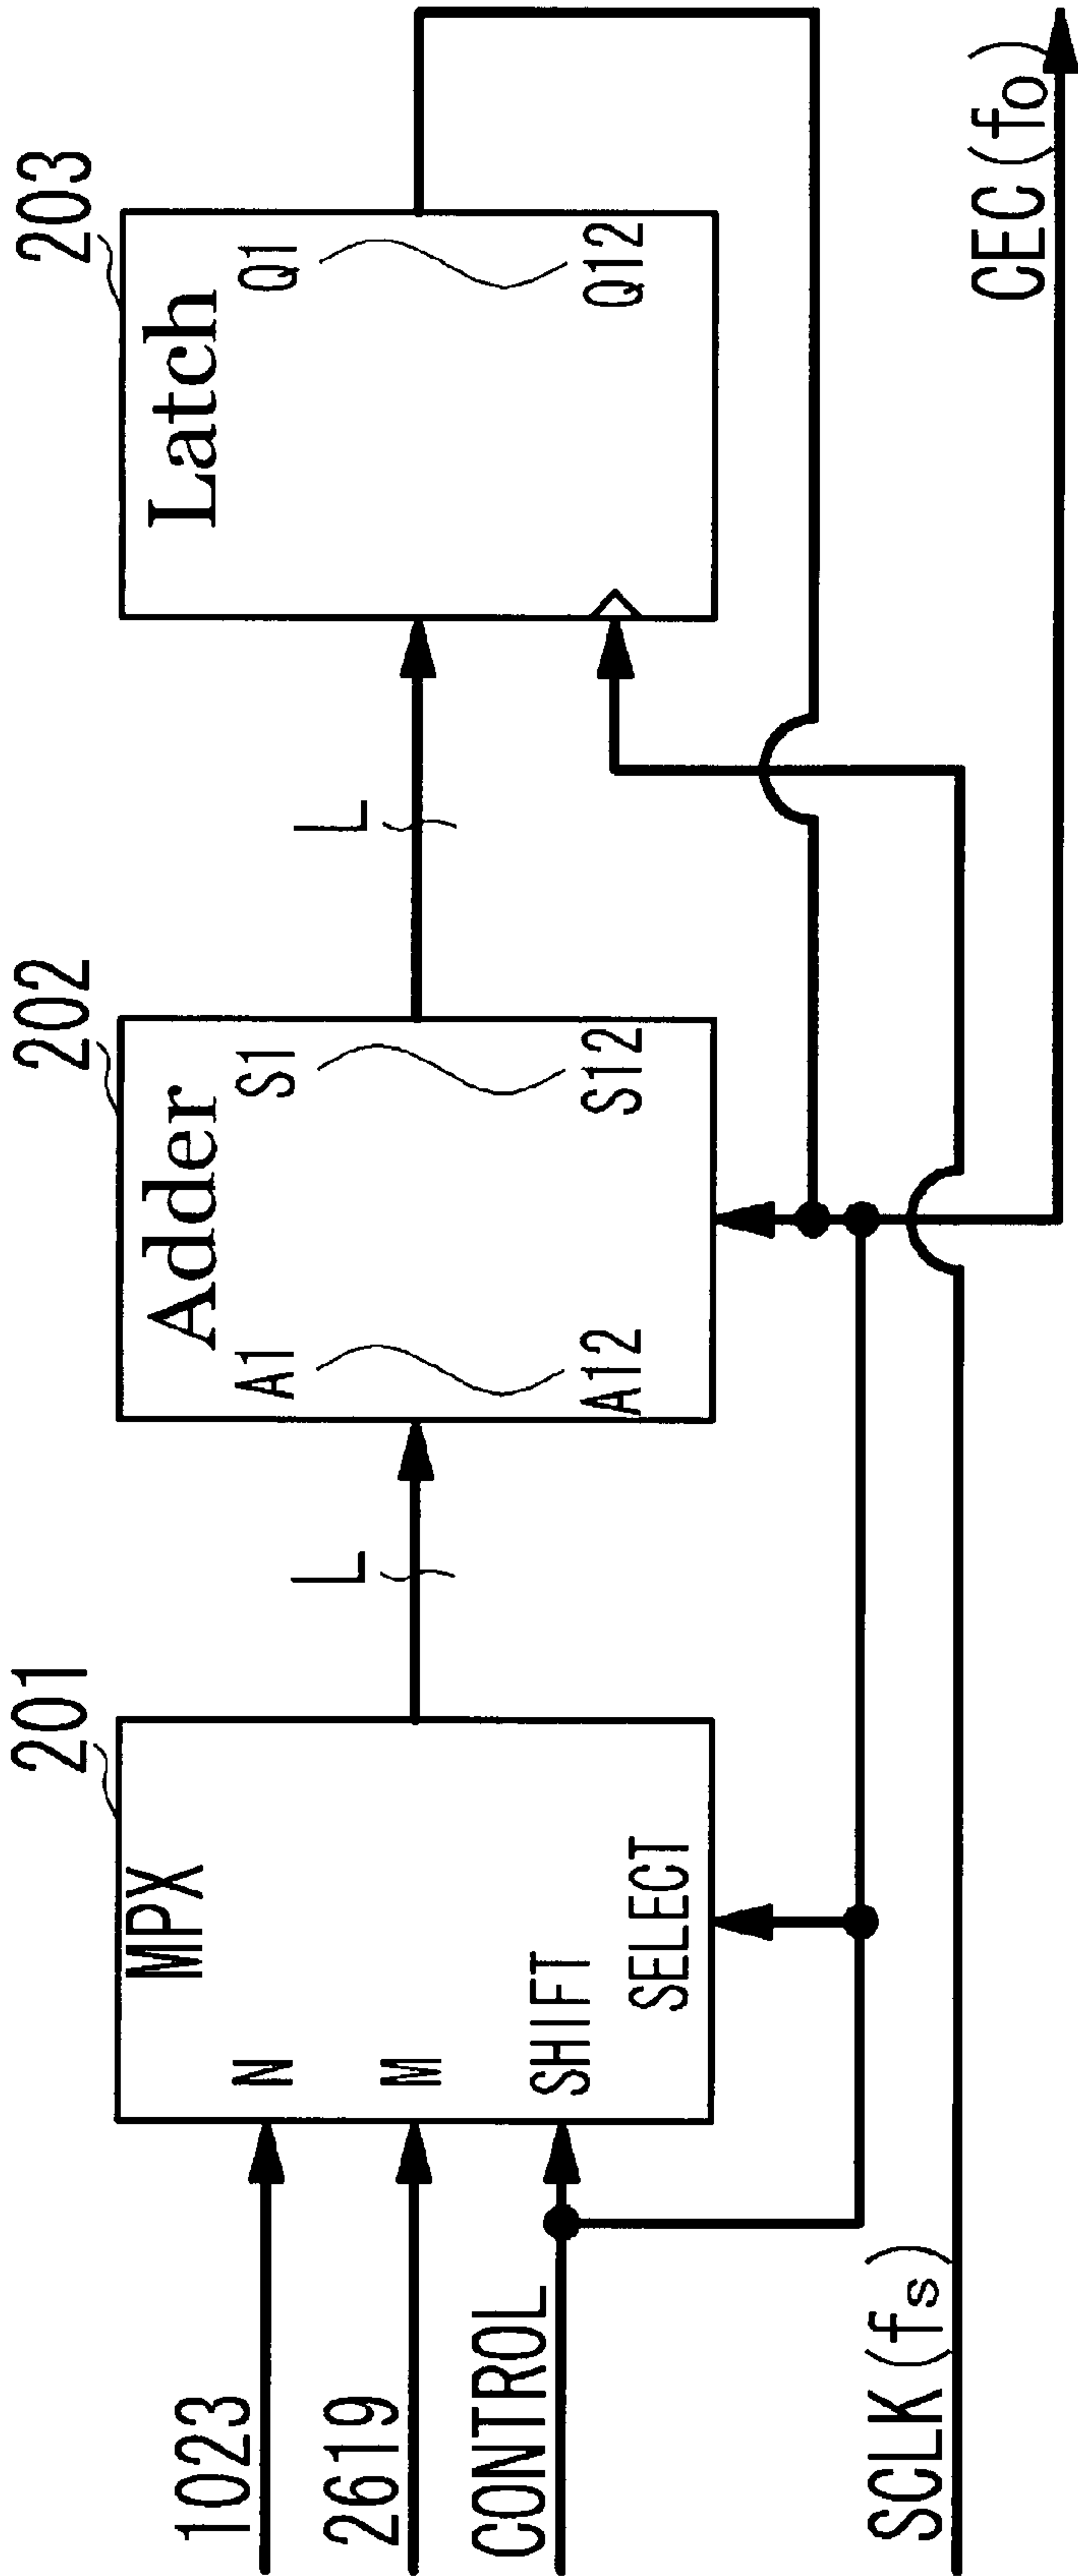 201
MPX
N
M
SHIFT
SELECT
1023
2619
CONTROL
SCLK(fs)
L
202
Adder
A1
A12
S1
S12
L
203
Latch
Q1
Q12
CEC(fo)